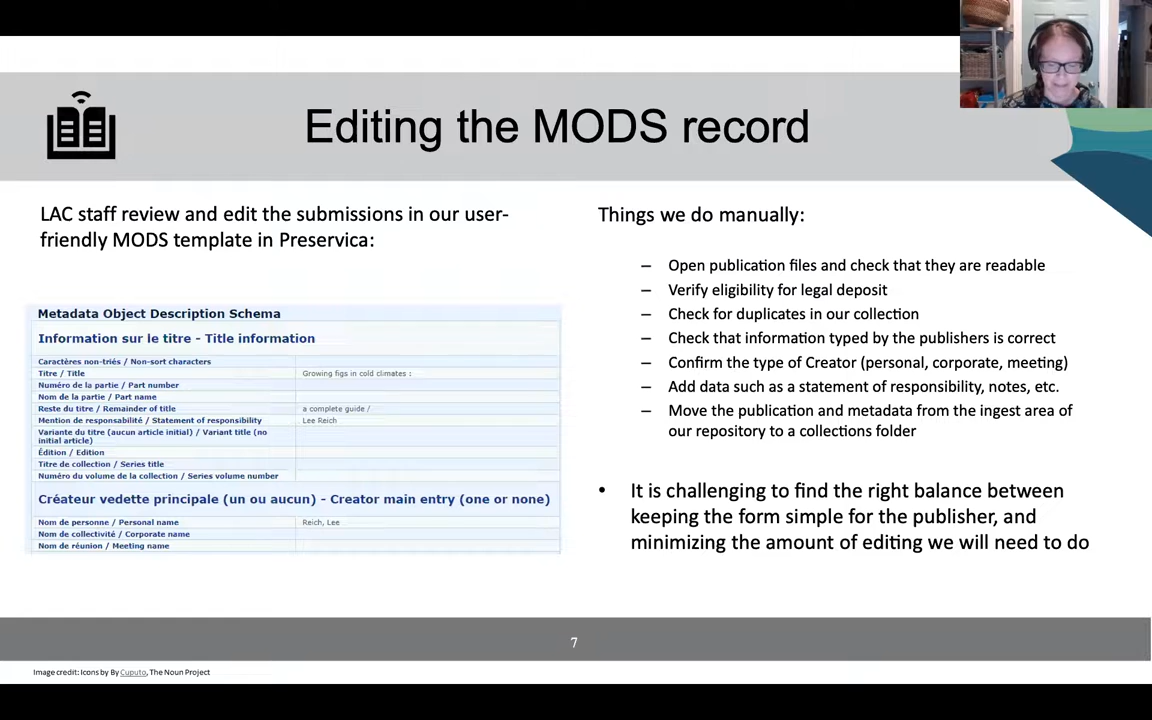 Editing the MODS record
LAC staff review and edit the submissions in our user-
friendly MODS template in Preservica:
Metadata Object Description Schema
Information sur le titre - Title information
Caractères non-triés / Non-sort characters
Titre / Title Growing figs in cold climates :
Numéro de la partie / Part number
Nom de la partie / Part name
Reste du titre / Remainder of title a complete guide /
Mention de responsabilité / Statement of responsibility Lee Reich
Variante du titre (aucun article initial) / Variant title (no
initial article)
Édition / Edition
Titre de collection / Series title
Numéro du volume de la collection / Series volume number
Créateur vedette principale (un ou aucun) - Creator main entry (one or none)
Nom de personne / Personal name Reich, Lee
Nom de collectivité / Corporate name
Nom de réunion / Meeting name
Things we do manually:
– Open publication files and check that they are readable
– Verify eligibility for legal deposit
– Check for duplicates in our collection
– Check that information typed by the publishers is correct
– Confirm the type of Creator (personal, corporate, meeting)
– Add data such as a statement of responsibility, notes, etc.
– Move the publication and metadata from the ingest area of
our repository to a collections folder
• It is challenging to find the right balance between
keeping the form simple for the publisher, and
minimizing the amount of editing we will need to do
7
Image credit: Icons by By Cuputo, The Noun Project